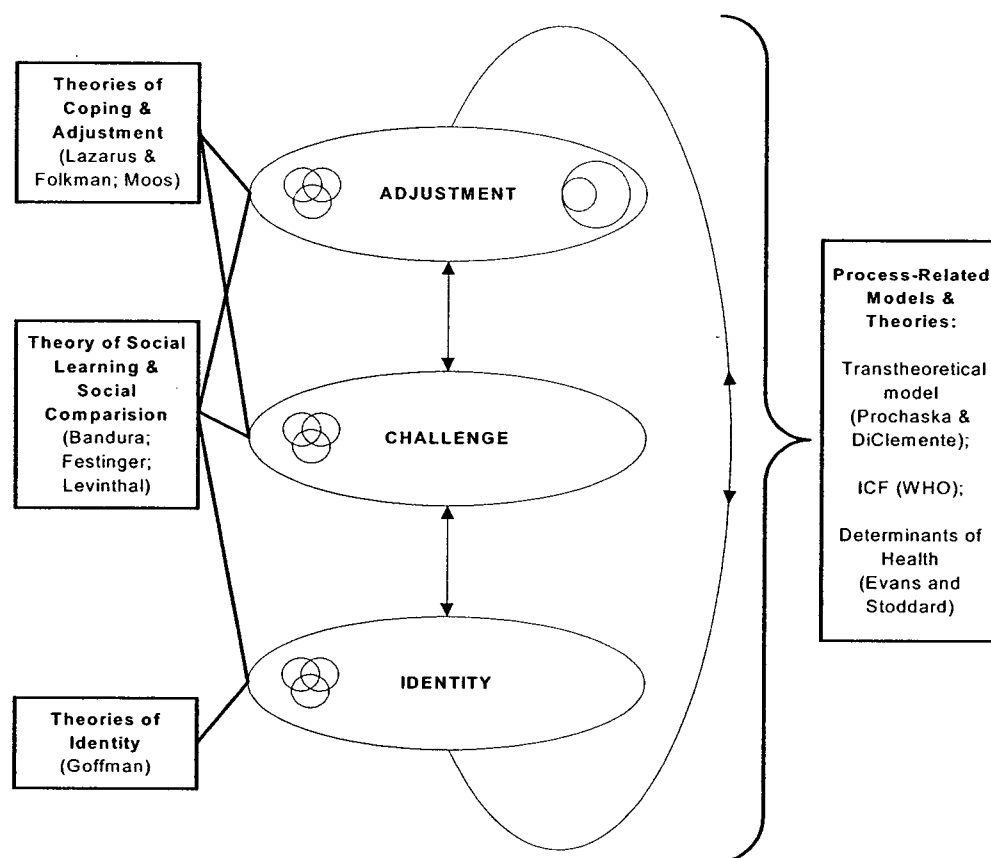 Theories of
Coping &
Adjustment
(Lazarus &
Folkman; Moos)
Theory of Social
Learning &
Social
Comparision
(Bandura;
Festinger;
Levinthal)
Theories of
Identity
(Goffman)
ADJUSTMENT
CHALLENGE
IDENTITY
Process-Related
Models &
Theories:
Transtheoretical
model
(Prochaska &
DiClemente);
ICF (WHO);
Determinants of
Health
(Evans and
Stoddard)